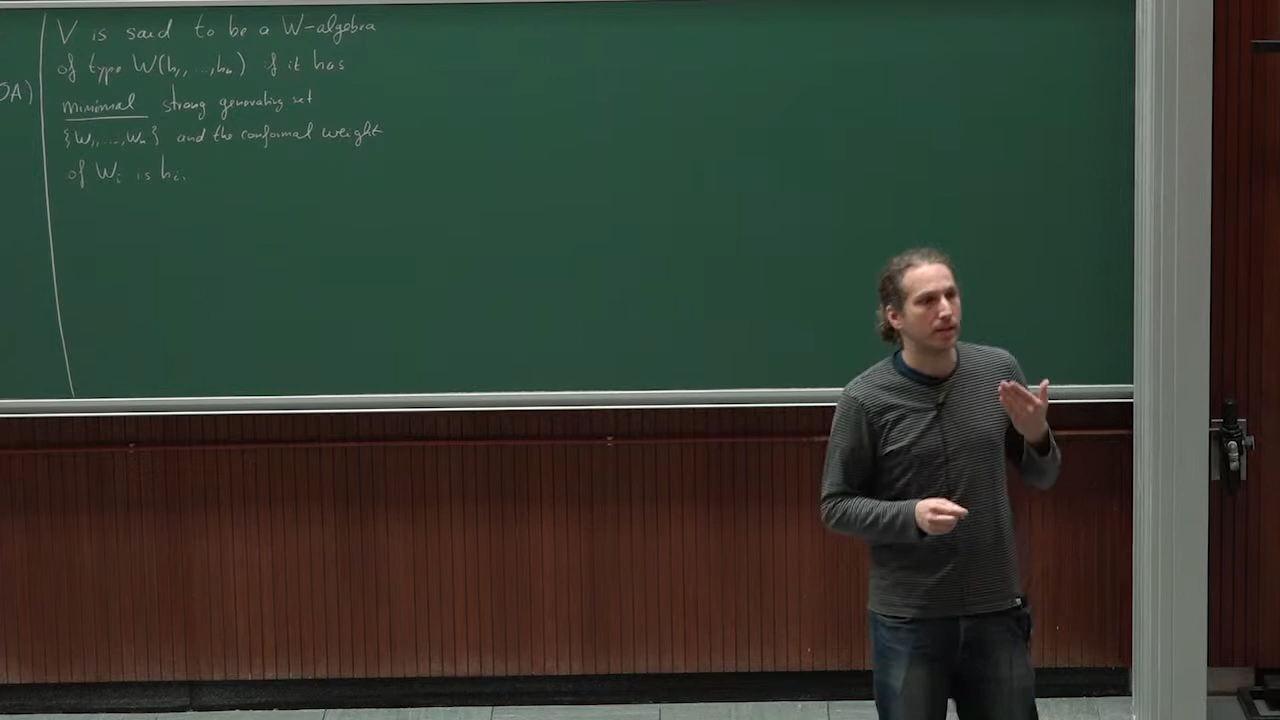 V is said to be a W-algebra
OA) of type W(h₁, ..., hₙ) if it has
minimal strong generating set
{W₁, ..., Wₙ} and the conformal weight
of Wᵢ is hᵢ.